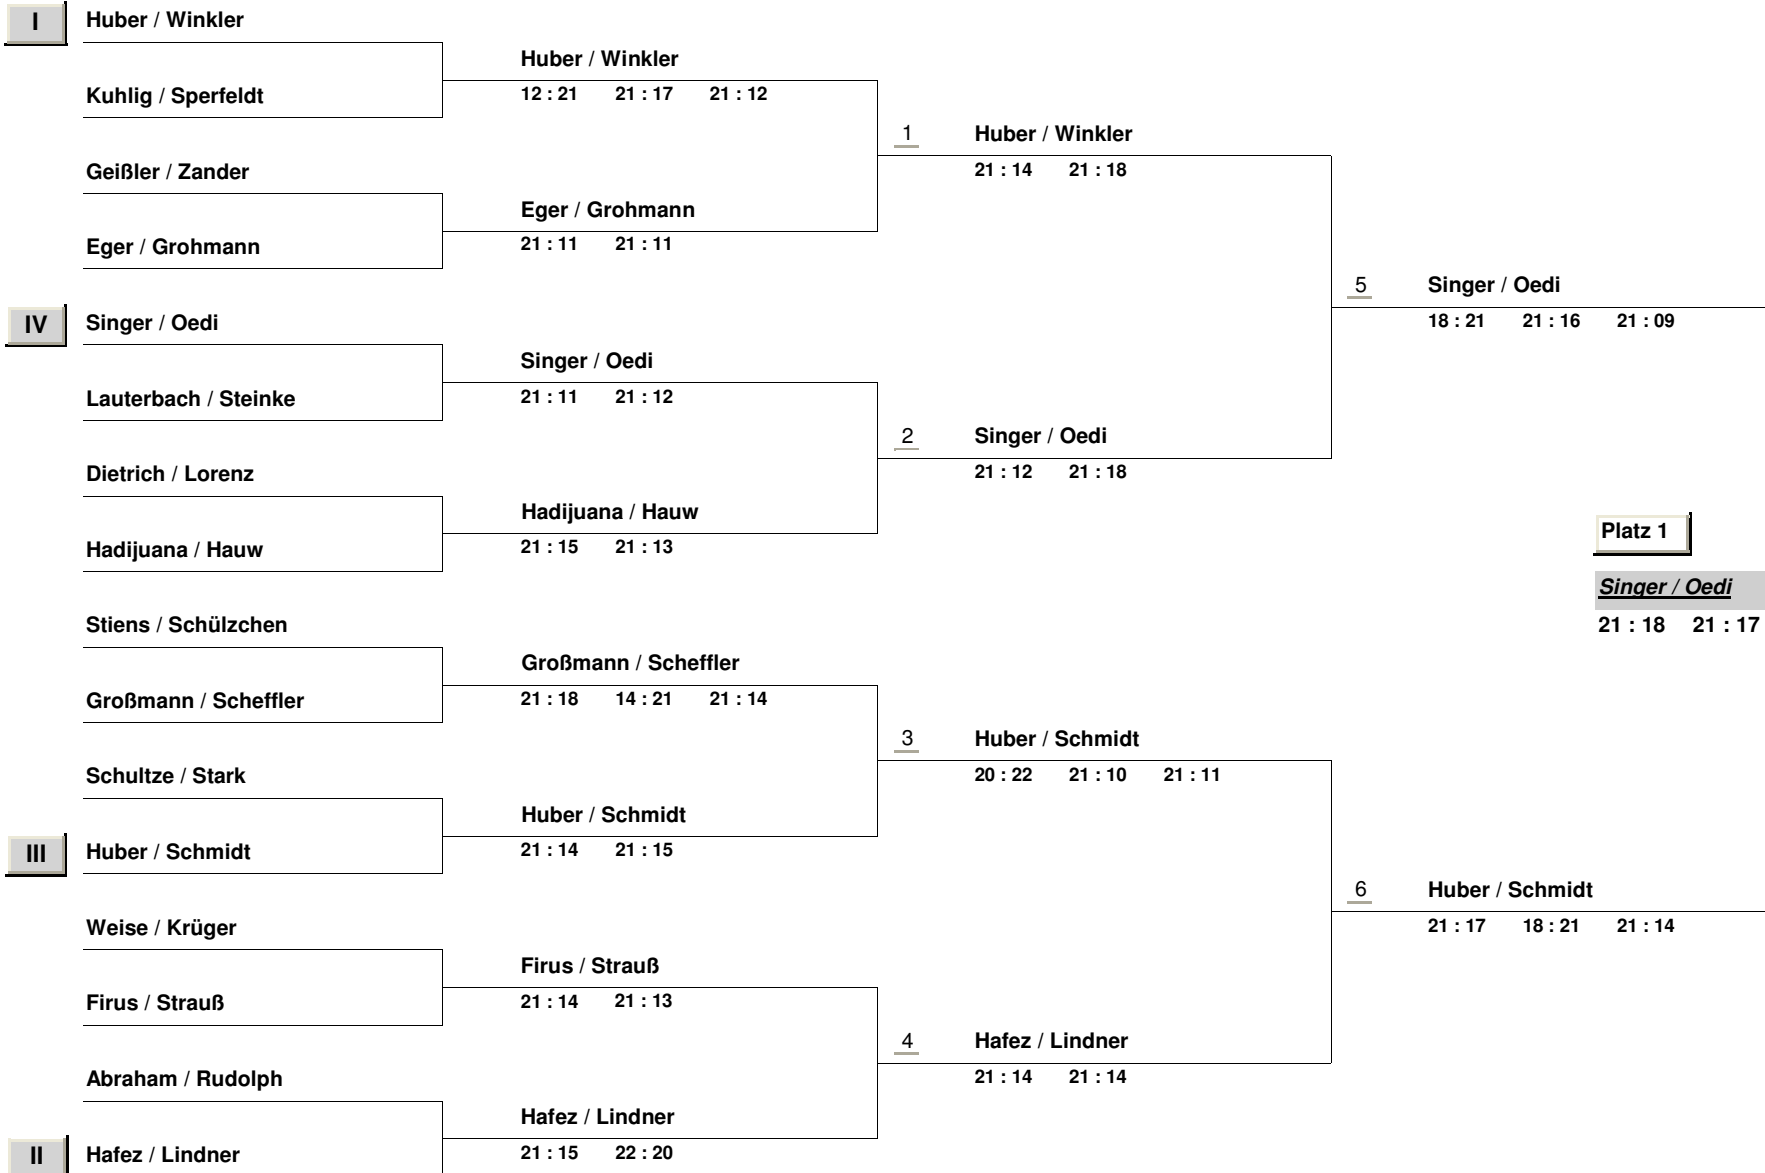 I Huber / Winkler
Huber / Winkler
Kuhlig / Sperfeldt
12 : 21 21 : 17 21 : 12
1 Huber / Winkler
Geißler / Zander
21 : 14 21 : 18
Eger / Grohmann
Eger / Grohmann
21 : 11 21 : 11
5 Singer / Oedi
IV Singer / Oedi
18 : 21 21 : 16 21 : 09
Singer / Oedi
Lauterbach / Steinke
21 : 11 21 : 12
2 Singer / Oedi
Dietrich / Lorenz
21 : 12 21 : 18
Hadijuana / Hauw
Platz 1
Hadijuana / Hauw
21 : 15 21 : 13
Singer / Oedi
Stiens / Schülzchen
21 : 18 21 : 17
Großmann / Scheffler
Großmann / Scheffler
21 : 18 14 : 21 21 : 14
3 Huber / Schmidt
Schultze / Stark
20 : 22 21 : 10 21 : 11
Huber / Schmidt
III Huber / Schmidt
21 : 14 21 : 15
6 Huber / Schmidt
Weise / Krüger
21 : 17 18 : 21 21 : 14
Firus / Strauß
Firus / Strauß
21 : 14 21 : 13
4 Hafez / Lindner
Abraham / Rudolph
21 : 14 21 : 14
Hafez / Lindner
II Hafez / Lindner
21 : 15 22 : 20